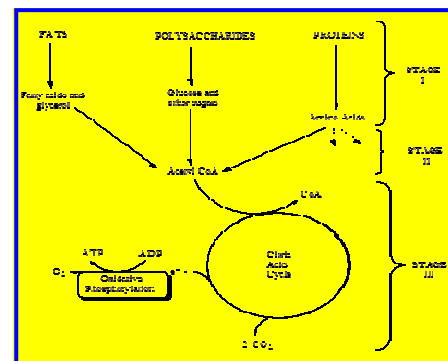 FATS POLYSACCHARIDES PROTEINS
STAGE
I
Fatty acids and
glycerol
Glucose and
other sugars
Amino Acids
STAGE
II
Acetyl CoA
CoA
ATP ADP
Citric
Acid
Cycle
STAGE
III
O2
e-
Oxidative
Phosphorylation
2 CO2